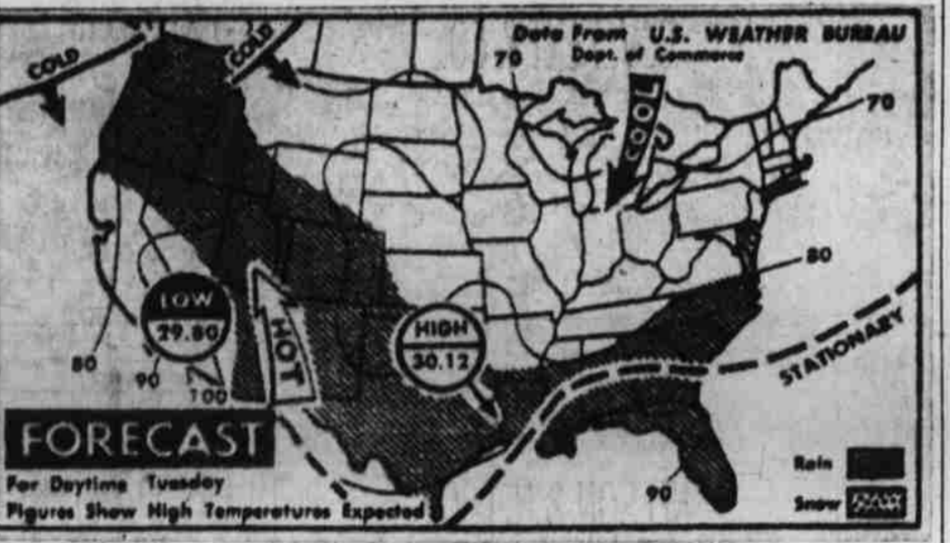 Data From U.S. WEATHER BUREAU
Dept. of Commerce
COLD
COLD
70
COOL
70
80
LOW
29.80
HOT
HIGH
30.12
STATIONARY
80
90
100
90
FORECAST
For Daytime Tuesday
Figures Show High Temperatures Expected
Rain
Snow